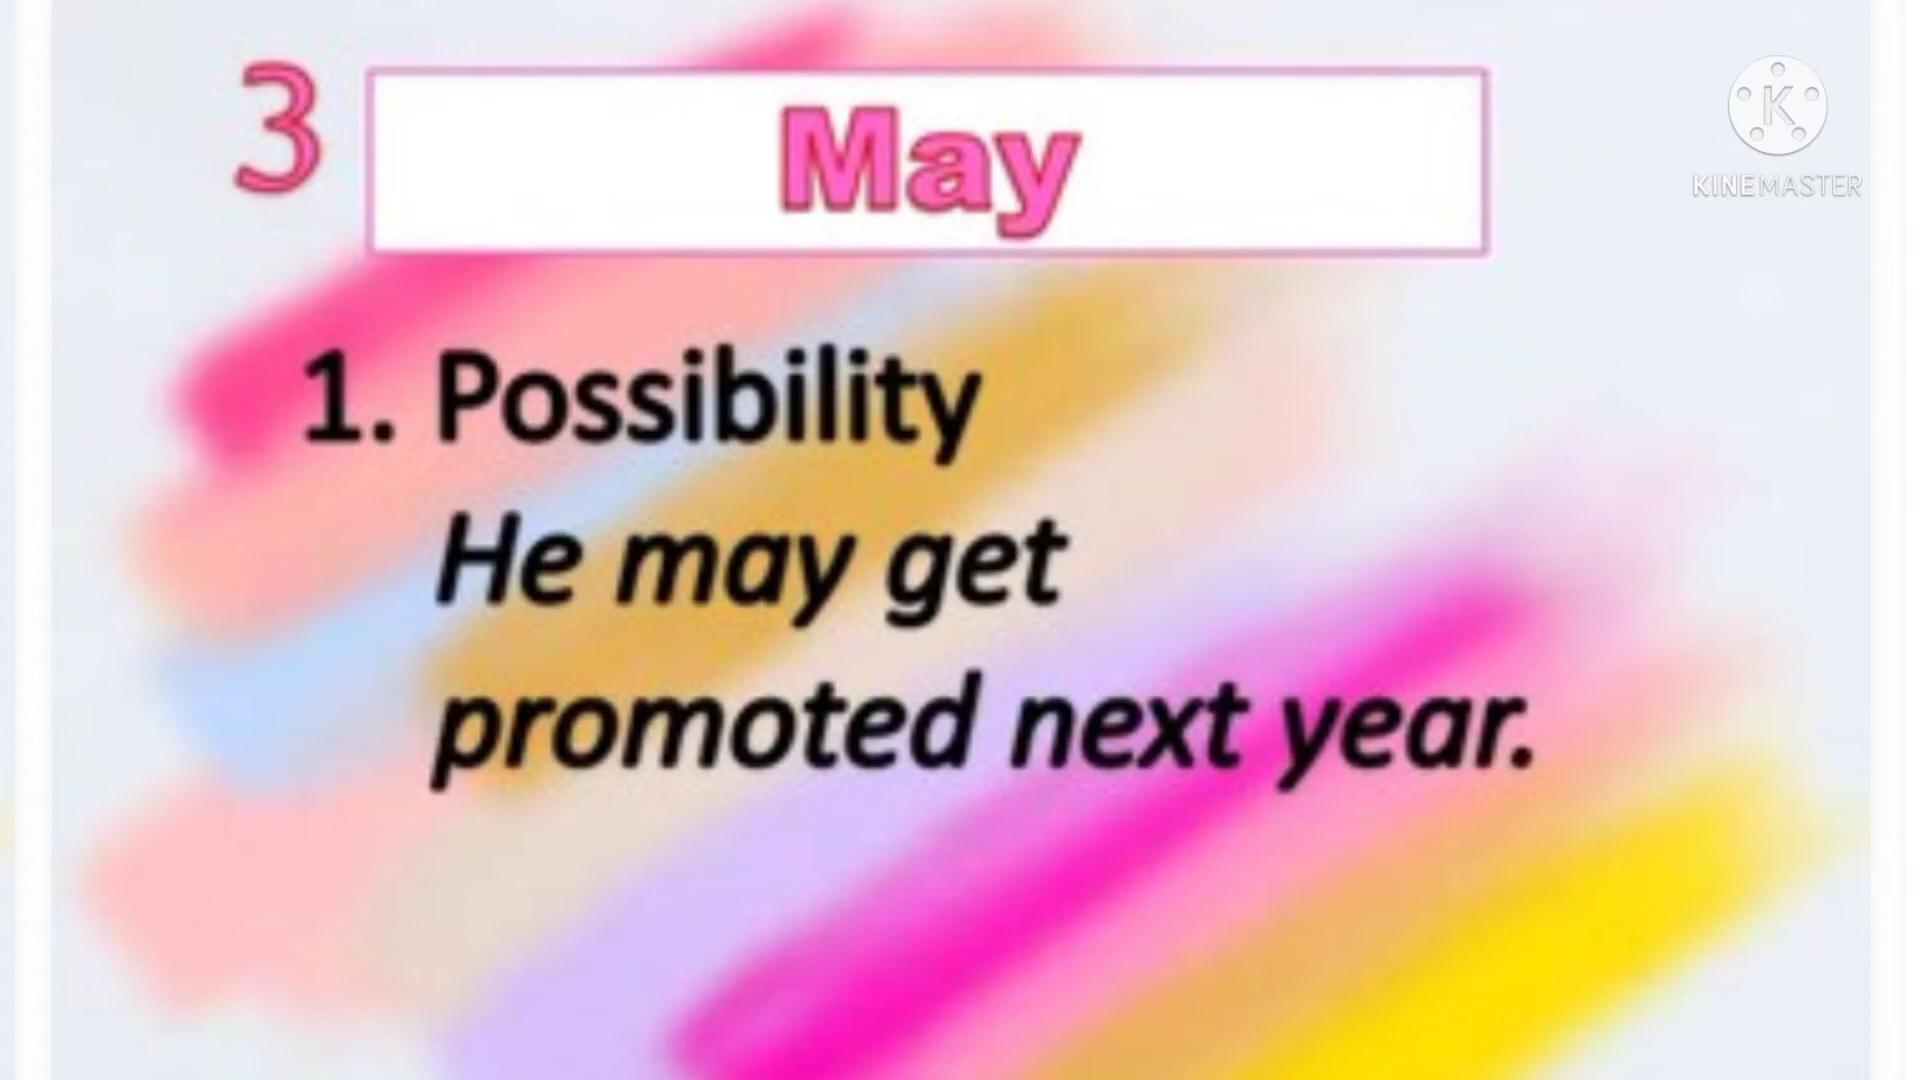 3 May
KINEMASTER
1. Possibility
He may get
promoted next year.